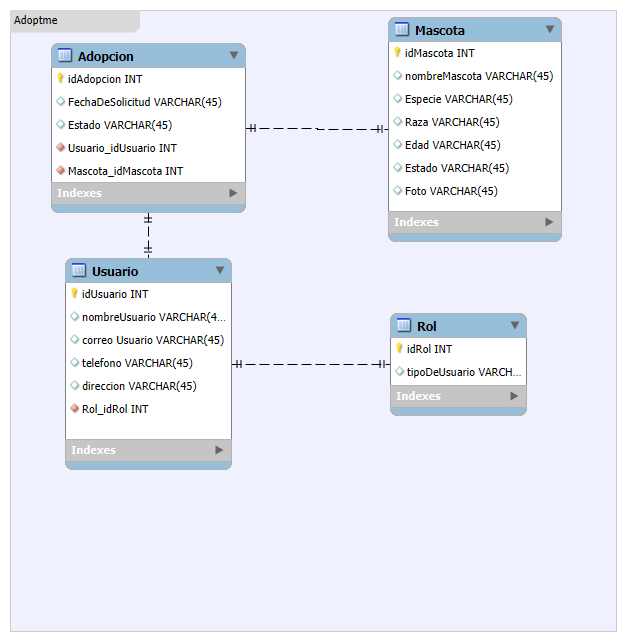 Adoptme
Adopcion
idAdopcion INT
FechaDeSolicitud VARCHAR(45)
Estado VARCHAR(45)
Usuario_idUsuario INT
Mascota_idMascota INT
Indexes
Mascota
idMascota INT
nombreMascota VARCHAR(45)
Especie VARCHAR(45)
Raza VARCHAR(45)
Edad VARCHAR(45)
Estado VARCHAR(45)
Foto VARCHAR(45)
Indexes
Usuario
idUsuario INT
nombreUsuario VARCHAR(4...
correo Usuario VARCHAR(45)
telefono VARCHAR(45)
direccion VARCHAR(45)
Rol_idRol INT
Indexes
Rol
idRol INT
tipoDeUsuario VARCH...
Indexes